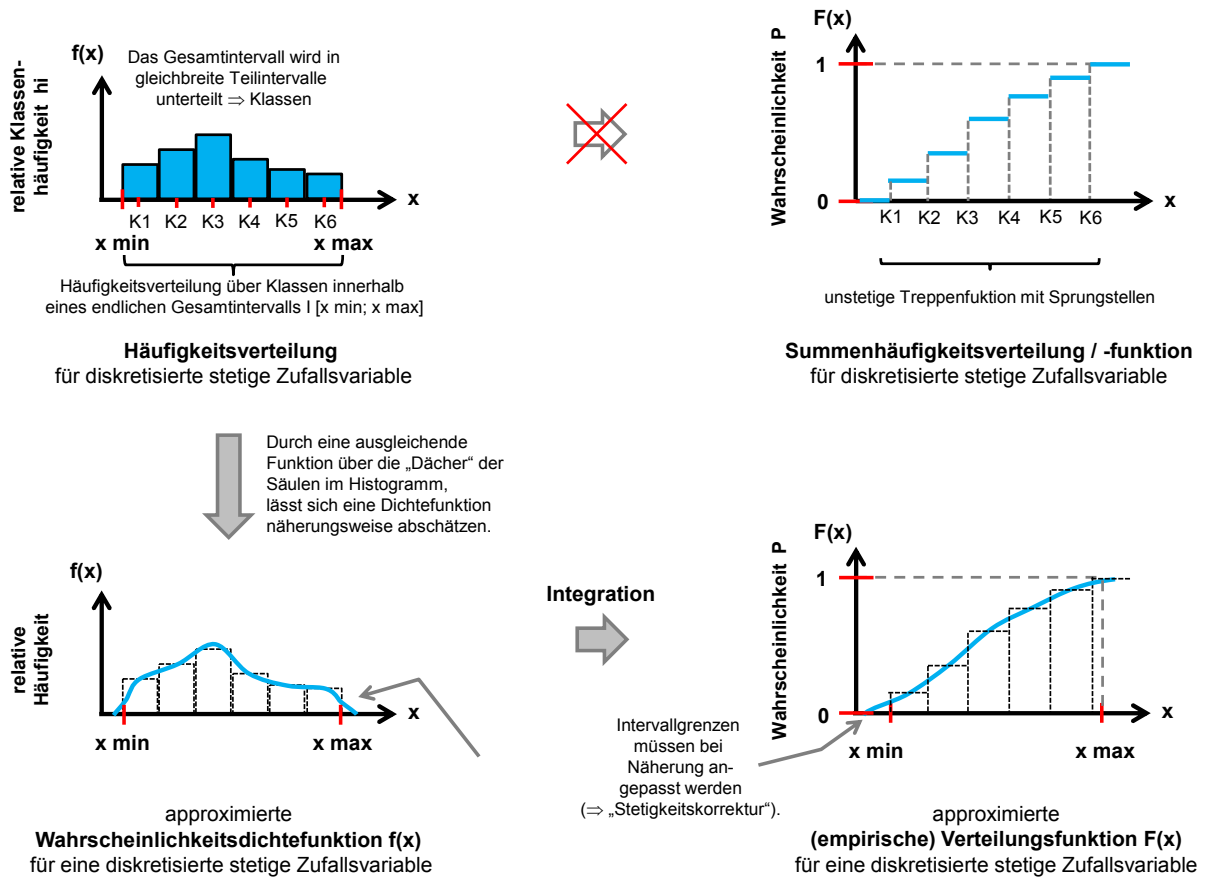 f(x)
relative Klassen-
häufigkeit hi
Das Gesamtintervall wird in
gleichbreite Teilintervalle
unterteilt ⇒ Klassen
x
K1 K2 K3 K4 K5 K6
x min x max
Häufigkeitsverteilung über Klassen innerhalb
eines endlichen Gesamtintervalls I [x min; x max]
Häufigkeitsverteilung
für diskretisierte stetige Zufallsvariable
F(x)
Wahrscheinlichkeit P
1
0
x
K1 K2 K3 K4 K5 K6
unstetige Treppenfuktion mit Sprungstellen
Summenhäufigkeitsverteilung / -funktion
für diskretisierte stetige Zufallsvariable
Durch eine ausgleichende
Funktion über die „Dächer“ der
Säulen im Histogramm,
lässt sich eine Dichtefunktion
näherungsweise abschätzen.
f(x)
relative
Häufigkeit
x
x min x max
approximierte
Wahrscheinlichkeitsdichtefunktion f(x)
für eine diskretisierte stetige Zufallsvariable
Integration
Intervallgrenzen
müssen bei
Näherung an-
gepasst werden
(⇒ „Stetigkeitskorrektur“).
F(x)
Wahrscheinlichkeit P
1
0
x
x min x max
approximierte
(empirische) Verteilungsfunktion F(x)
für eine diskretisierte stetige Zufallsvariable